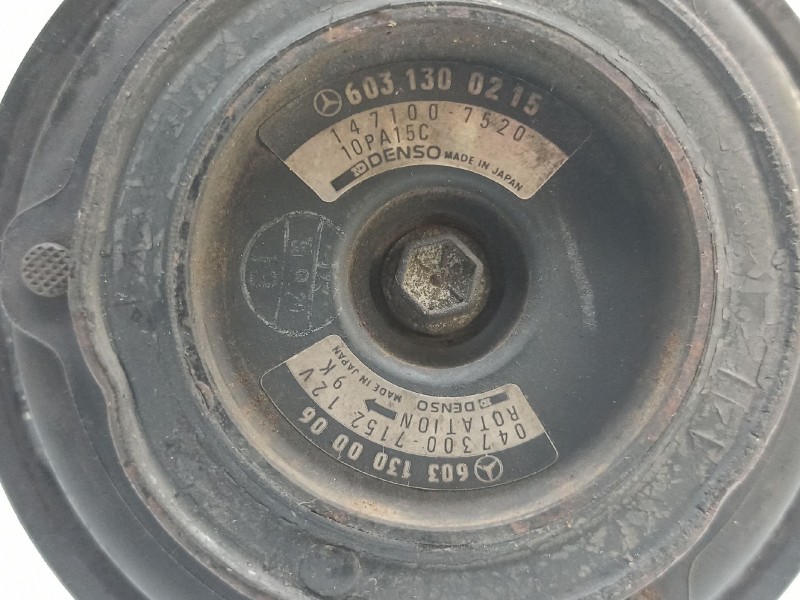 603 130 02 15
147100-7520
10PA15C
DENSO MADE IN JAPAN
603 130 00 06
047300-7152 12V
ROTATION 9K
DENSO MADE IN JAPAN